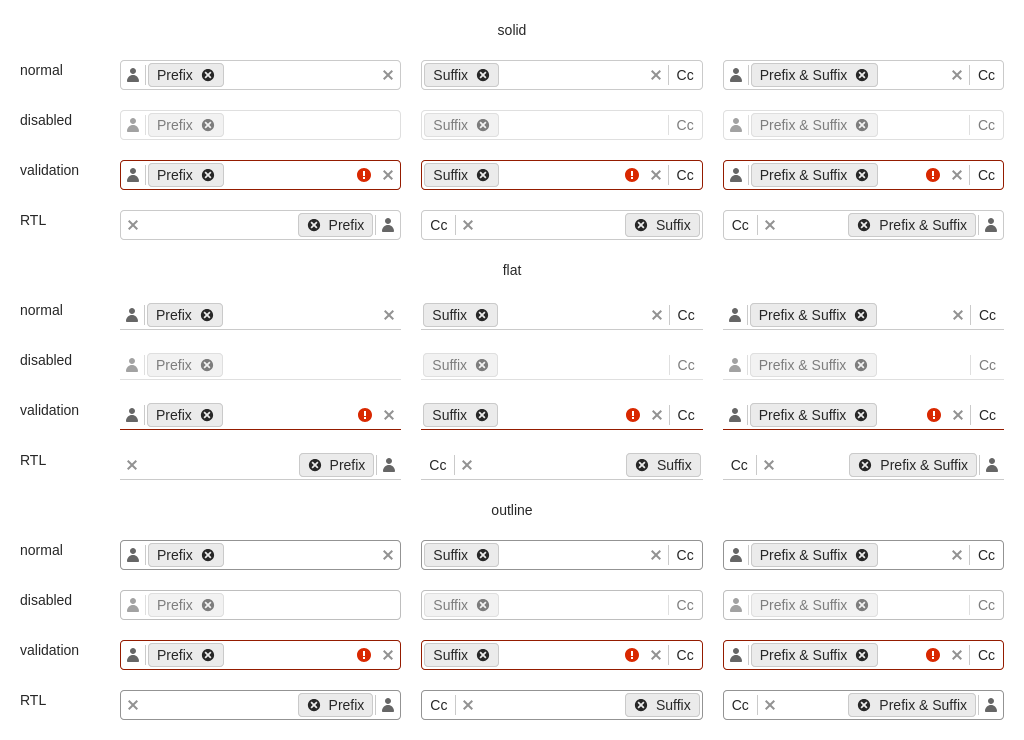 solid
normal Prefix Suffix Cc Prefix & Suffix Cc
disabled Prefix Suffix Cc Prefix & Suffix Cc
validation Prefix Suffix Cc Prefix & Suffix Cc
RTL Prefix Cc Suffix Cc Prefix & Suffix
flat
normal Prefix Suffix Cc Prefix & Suffix Cc
disabled Prefix Suffix Cc Prefix & Suffix Cc
validation Prefix Suffix Cc Prefix & Suffix Cc
RTL Prefix Cc Suffix Cc Prefix & Suffix
outline
normal Prefix Suffix Cc Prefix & Suffix Cc
disabled Prefix Suffix Cc Prefix & Suffix Cc
validation Prefix Suffix Cc Prefix & Suffix Cc
RTL Prefix Cc Suffix Cc Prefix & Suffix